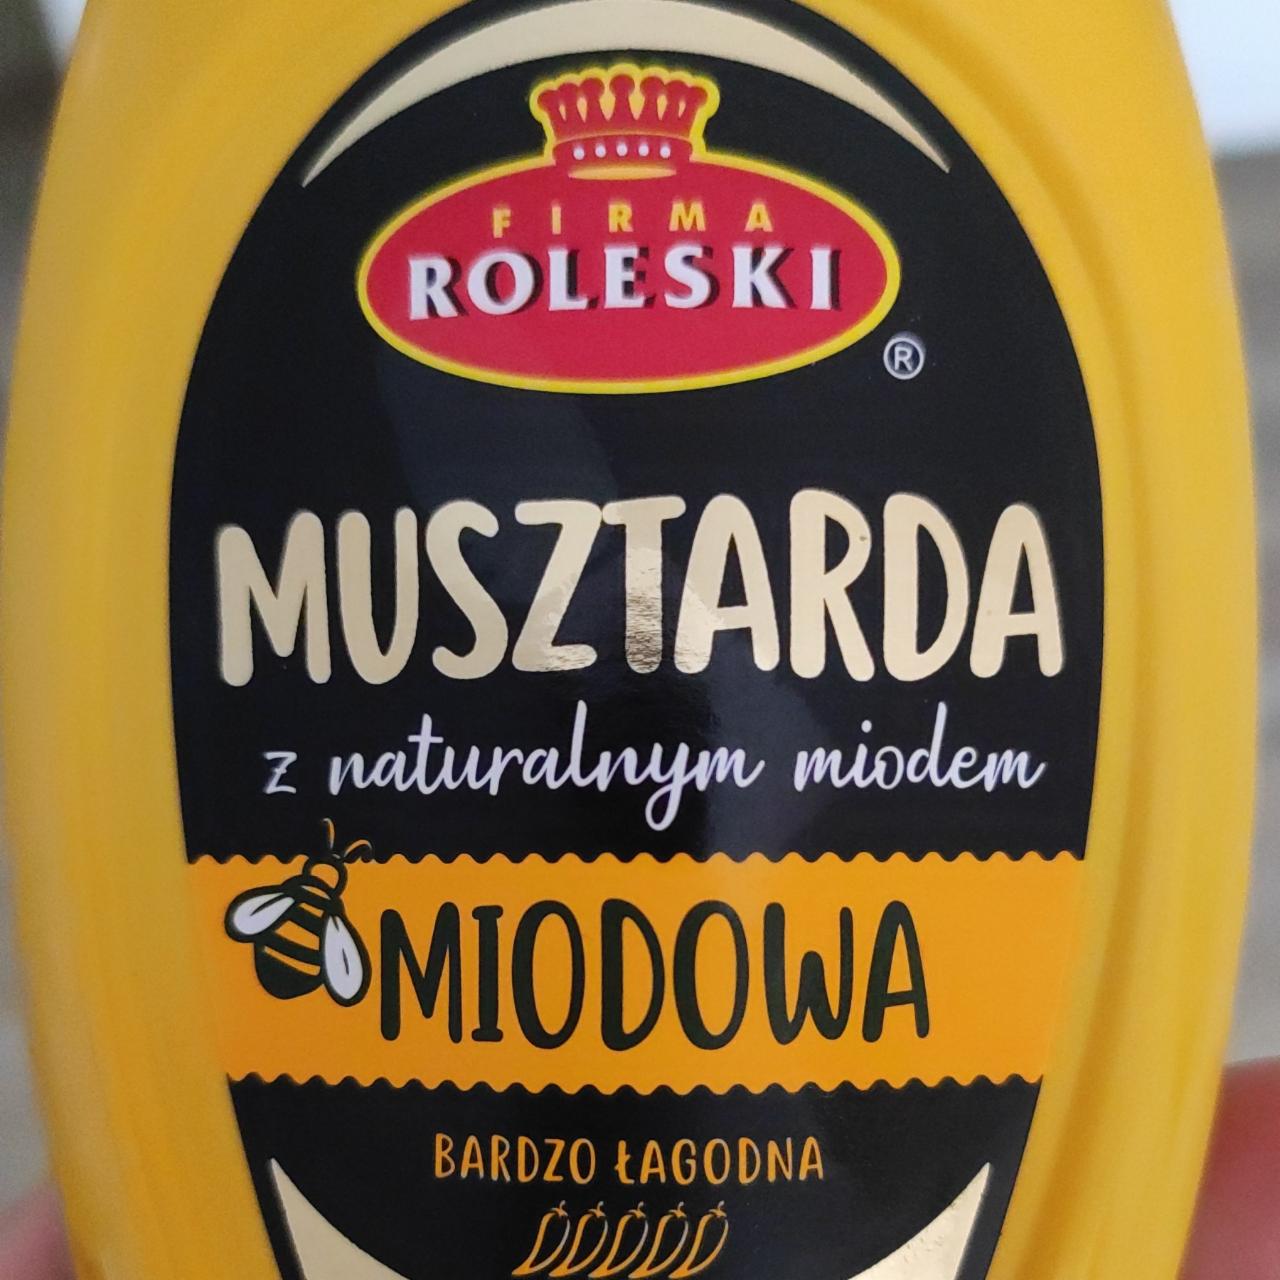 FIRMA
ROLESKI
®
MUSZTARDA
z naturalnym miodem
MIODOWA
BARDZO ŁAGODNA